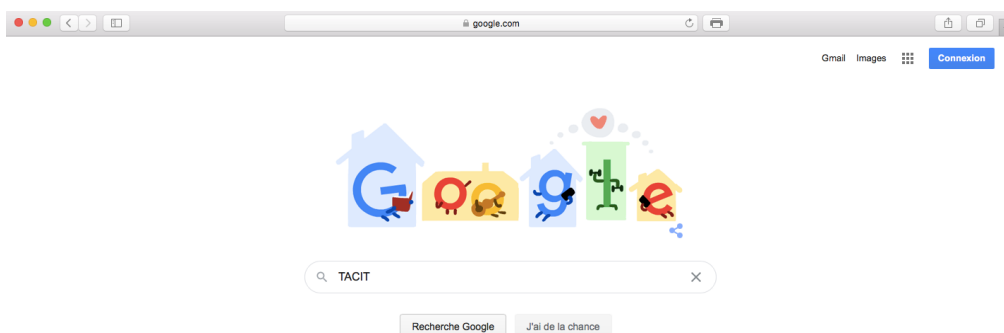 google.com
Gmail Images Connexion
Google
TACIT
Recherche Google J'ai de la chance